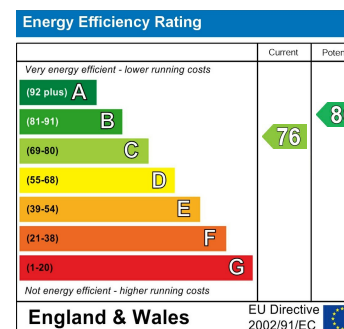 Energy Efficiency Rating
Current
Very energy efficient - lower running costs
(92 plus) A
(81-91) B
(69-80) C
76
(55-68) D
(39-54) E
(21-38) F
(1-20) G
Not energy efficient - higher running costs
England & Wales
EU Directive
2002/91/EC